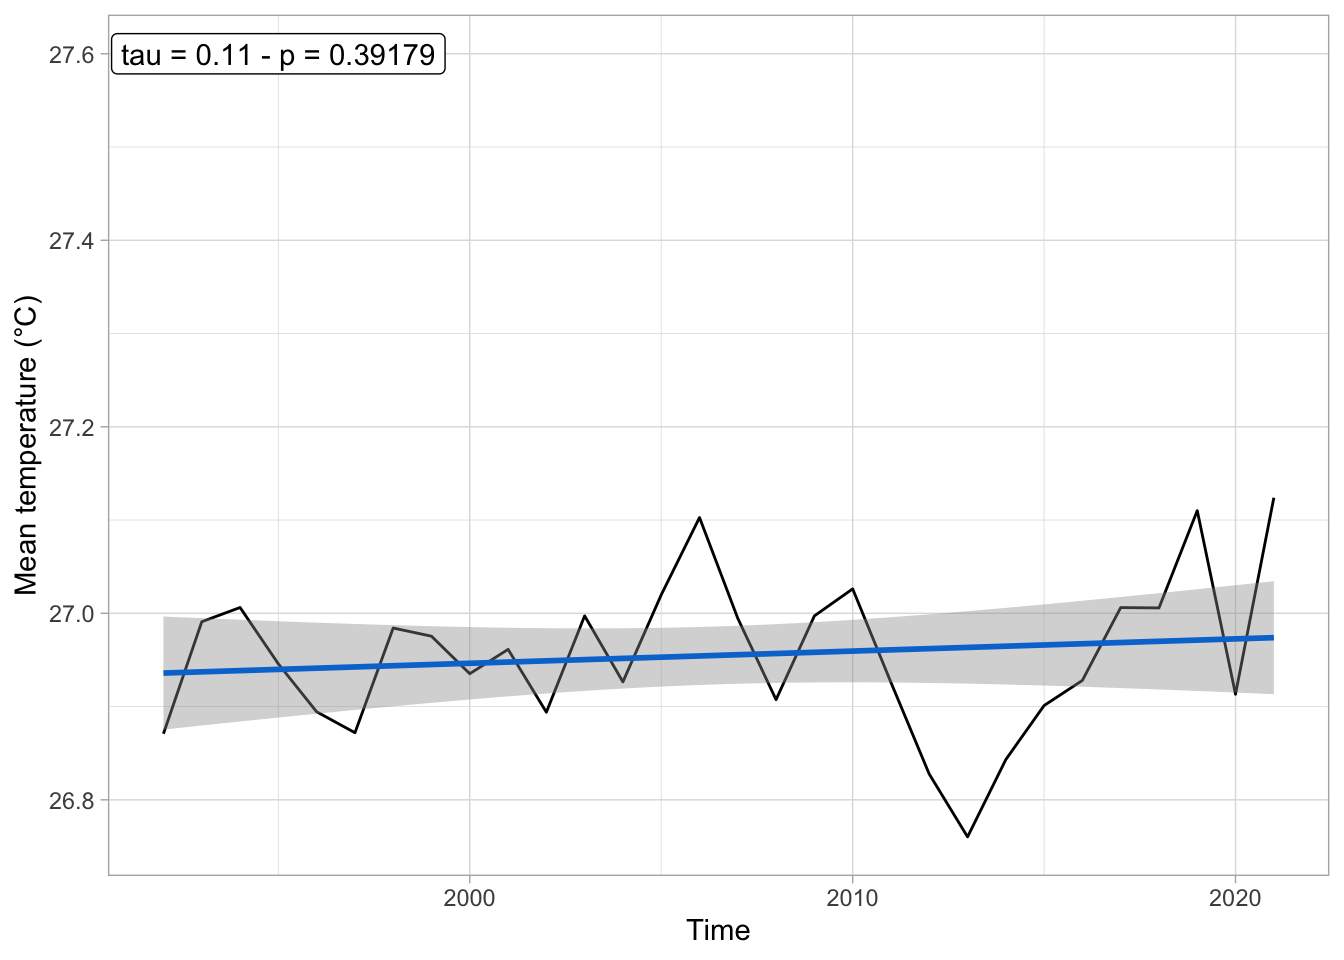 tau = 0.11 - p = 0.39179
27.6
27.4
27.2
27.0
26.8
Mean temperature (°C)
2000
2010
2020
Time